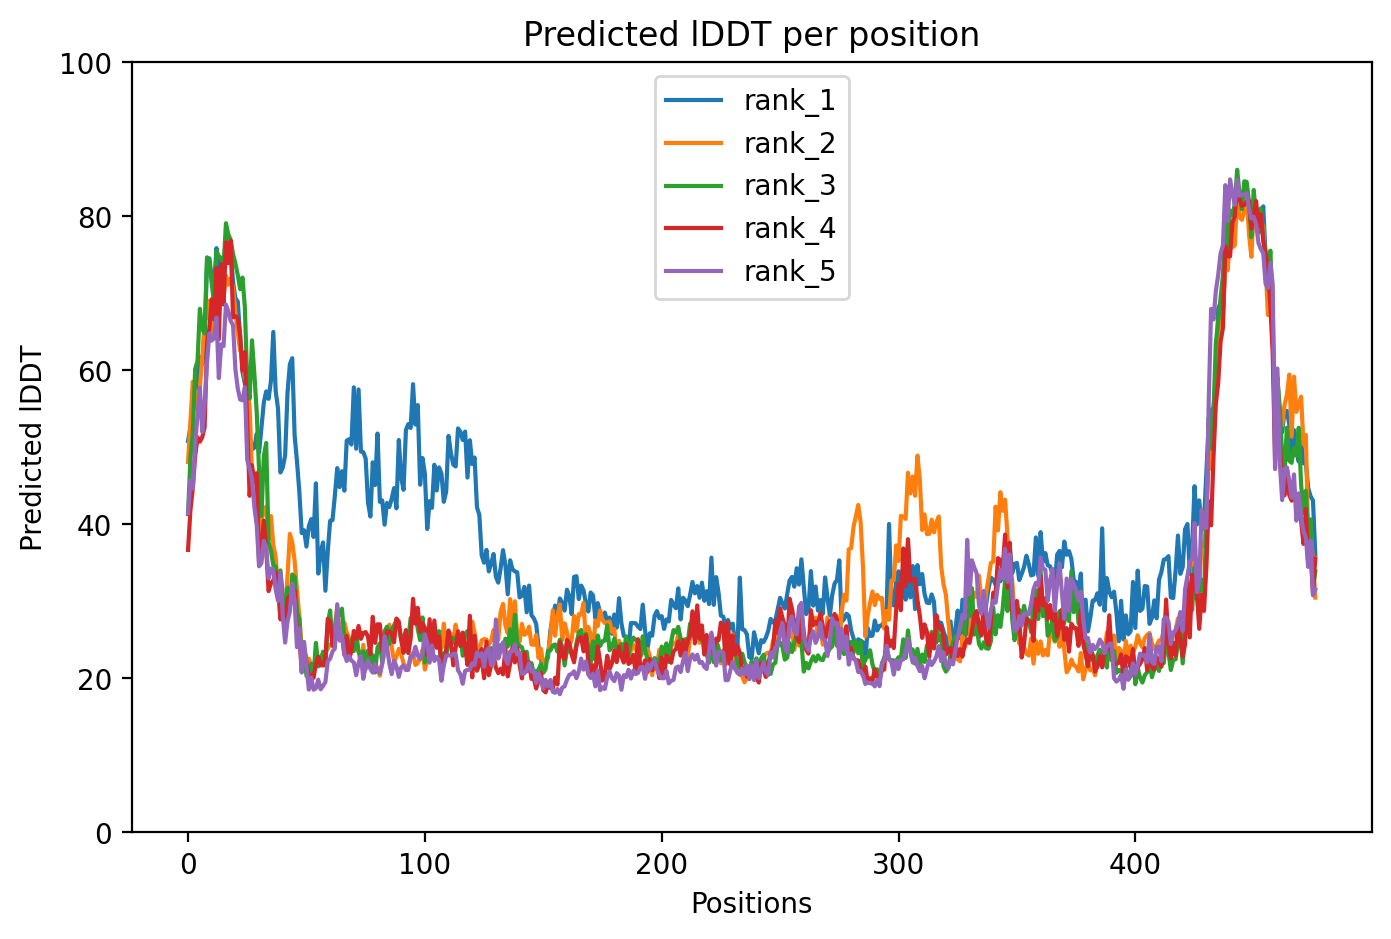 Predicted lDDT per position
100
80
60
40
20
0
Predicted lDDT
rank_1
rank_2
rank_3
rank_4
rank_5
0 100 200 300 400
Positions